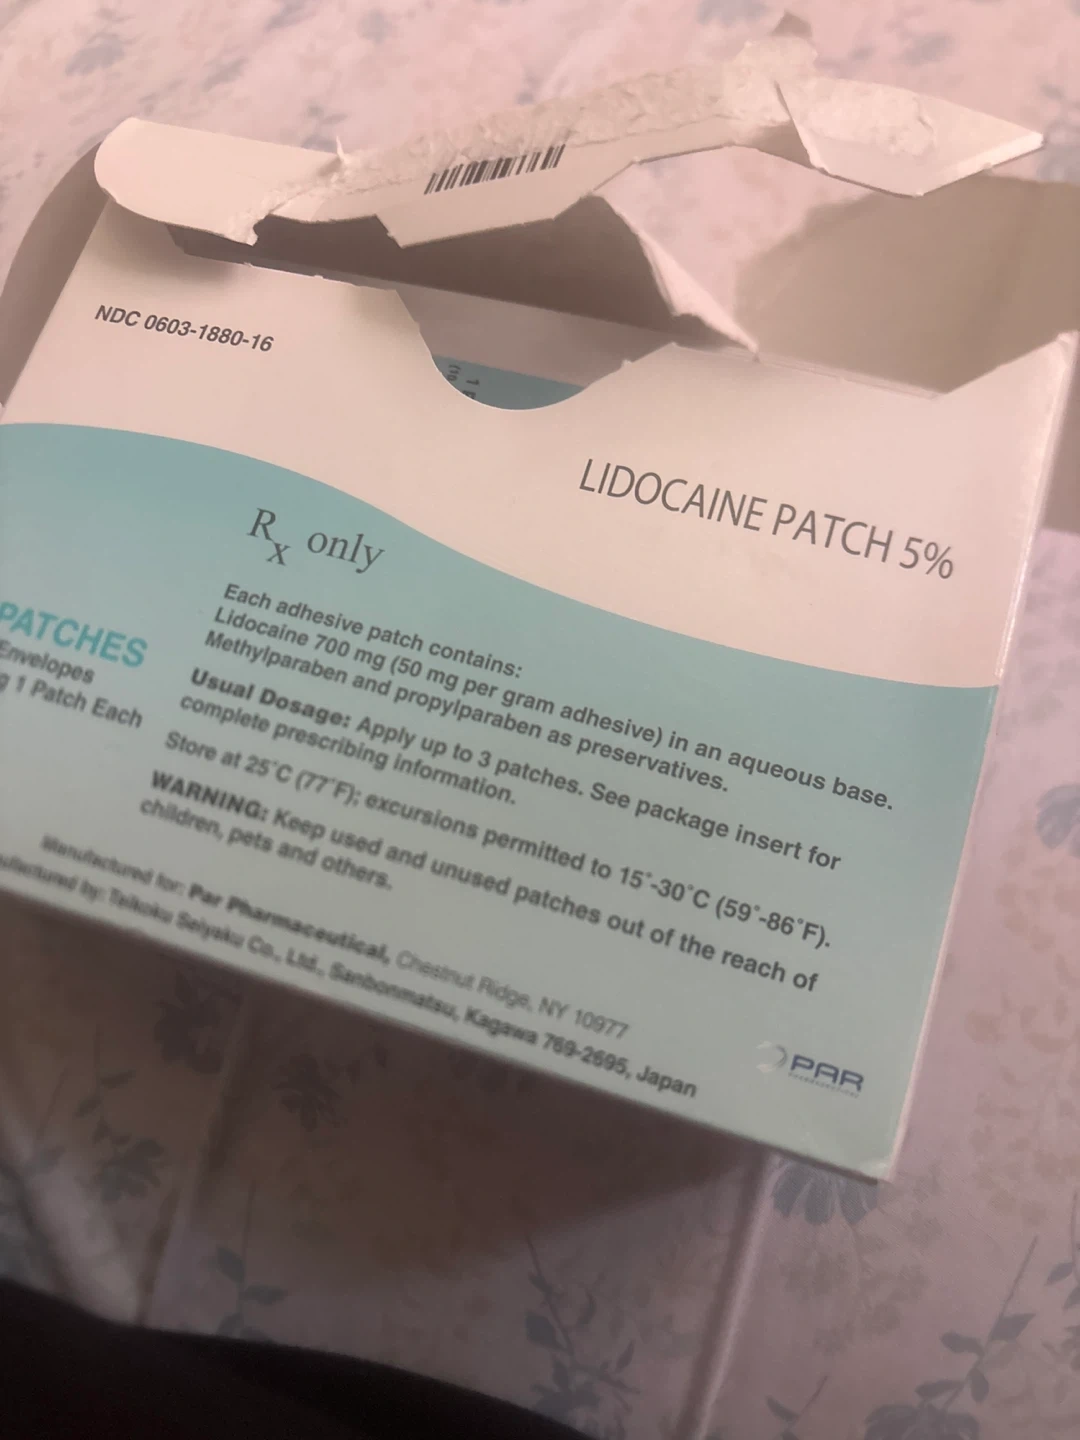 NDC 0603-1880-16
LIDOCAINE PATCH 5%
Rx only
PATCHES
Envelopes
1 Patch Each
Each adhesive patch contains:
Lidocaine 700 mg (50 mg per gram adhesive) in an aqueous base.
Methylparaben and propylparaben as preservatives.
Usual Dosage: Apply up to 3 patches. See package insert for
complete prescribing information.
Store at 25°C (77°F); excursions permitted to 15°-30°C (59°-86°F).
WARNING: Keep used and unused patches out of the reach of
children, pets and others.
Manufactured for: Par Pharmaceutical, Chestnut Ridge, NY 10977
by: Teikoku Seiyaku Co., Ltd., Sanbonmatsu, Kagawa 769-2695, Japan
PAR
PHARMACEUTICAL